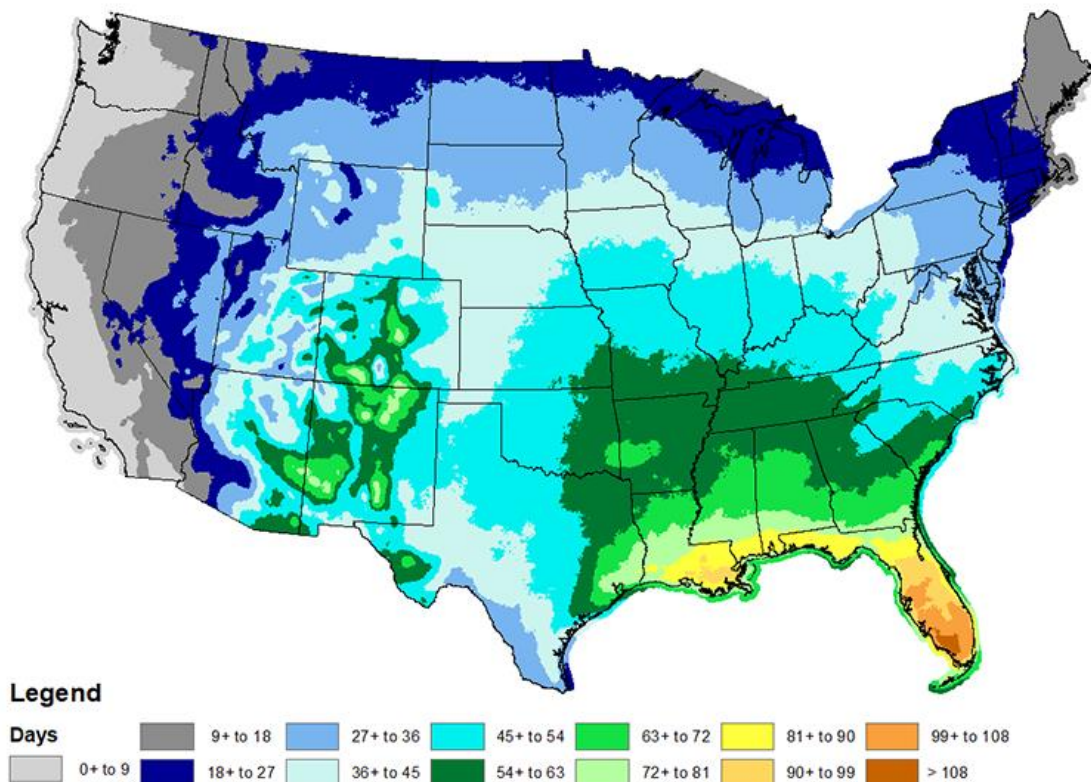 Legend
Days
0+ to 9
9+ to 18
18+ to 27
27+ to 36
36+ to 45
45+ to 54
54+ to 63
63+ to 72
72+ to 81
81+ to 90
90+ to 99
99+ to 108
> 108